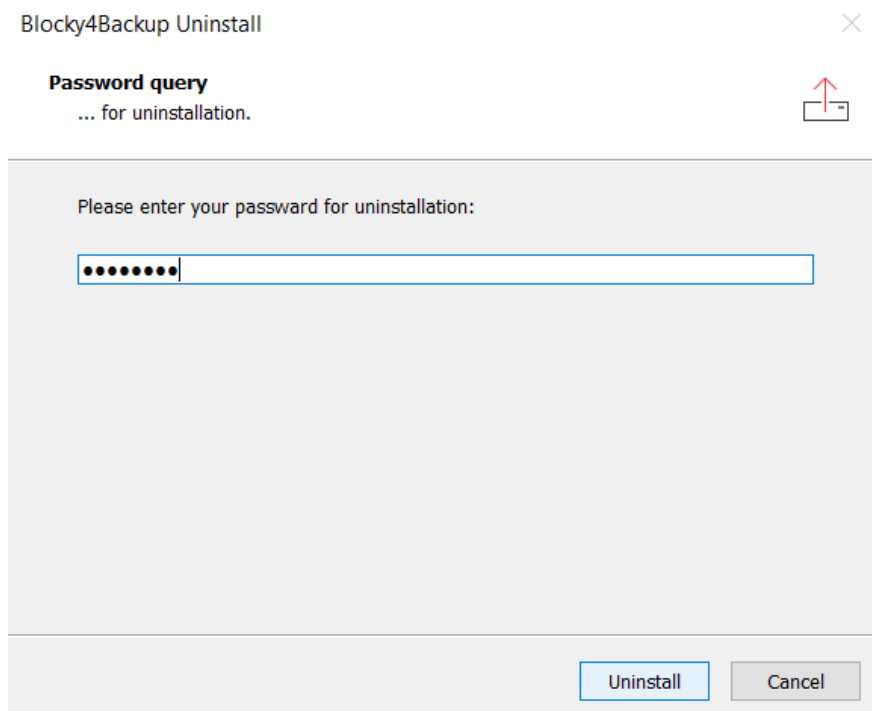 Blocky4Backup Uninstall
Password query
... for uninstallation.
Please enter your passward for uninstallation:
●●●●●●●●
Uninstall
Cancel